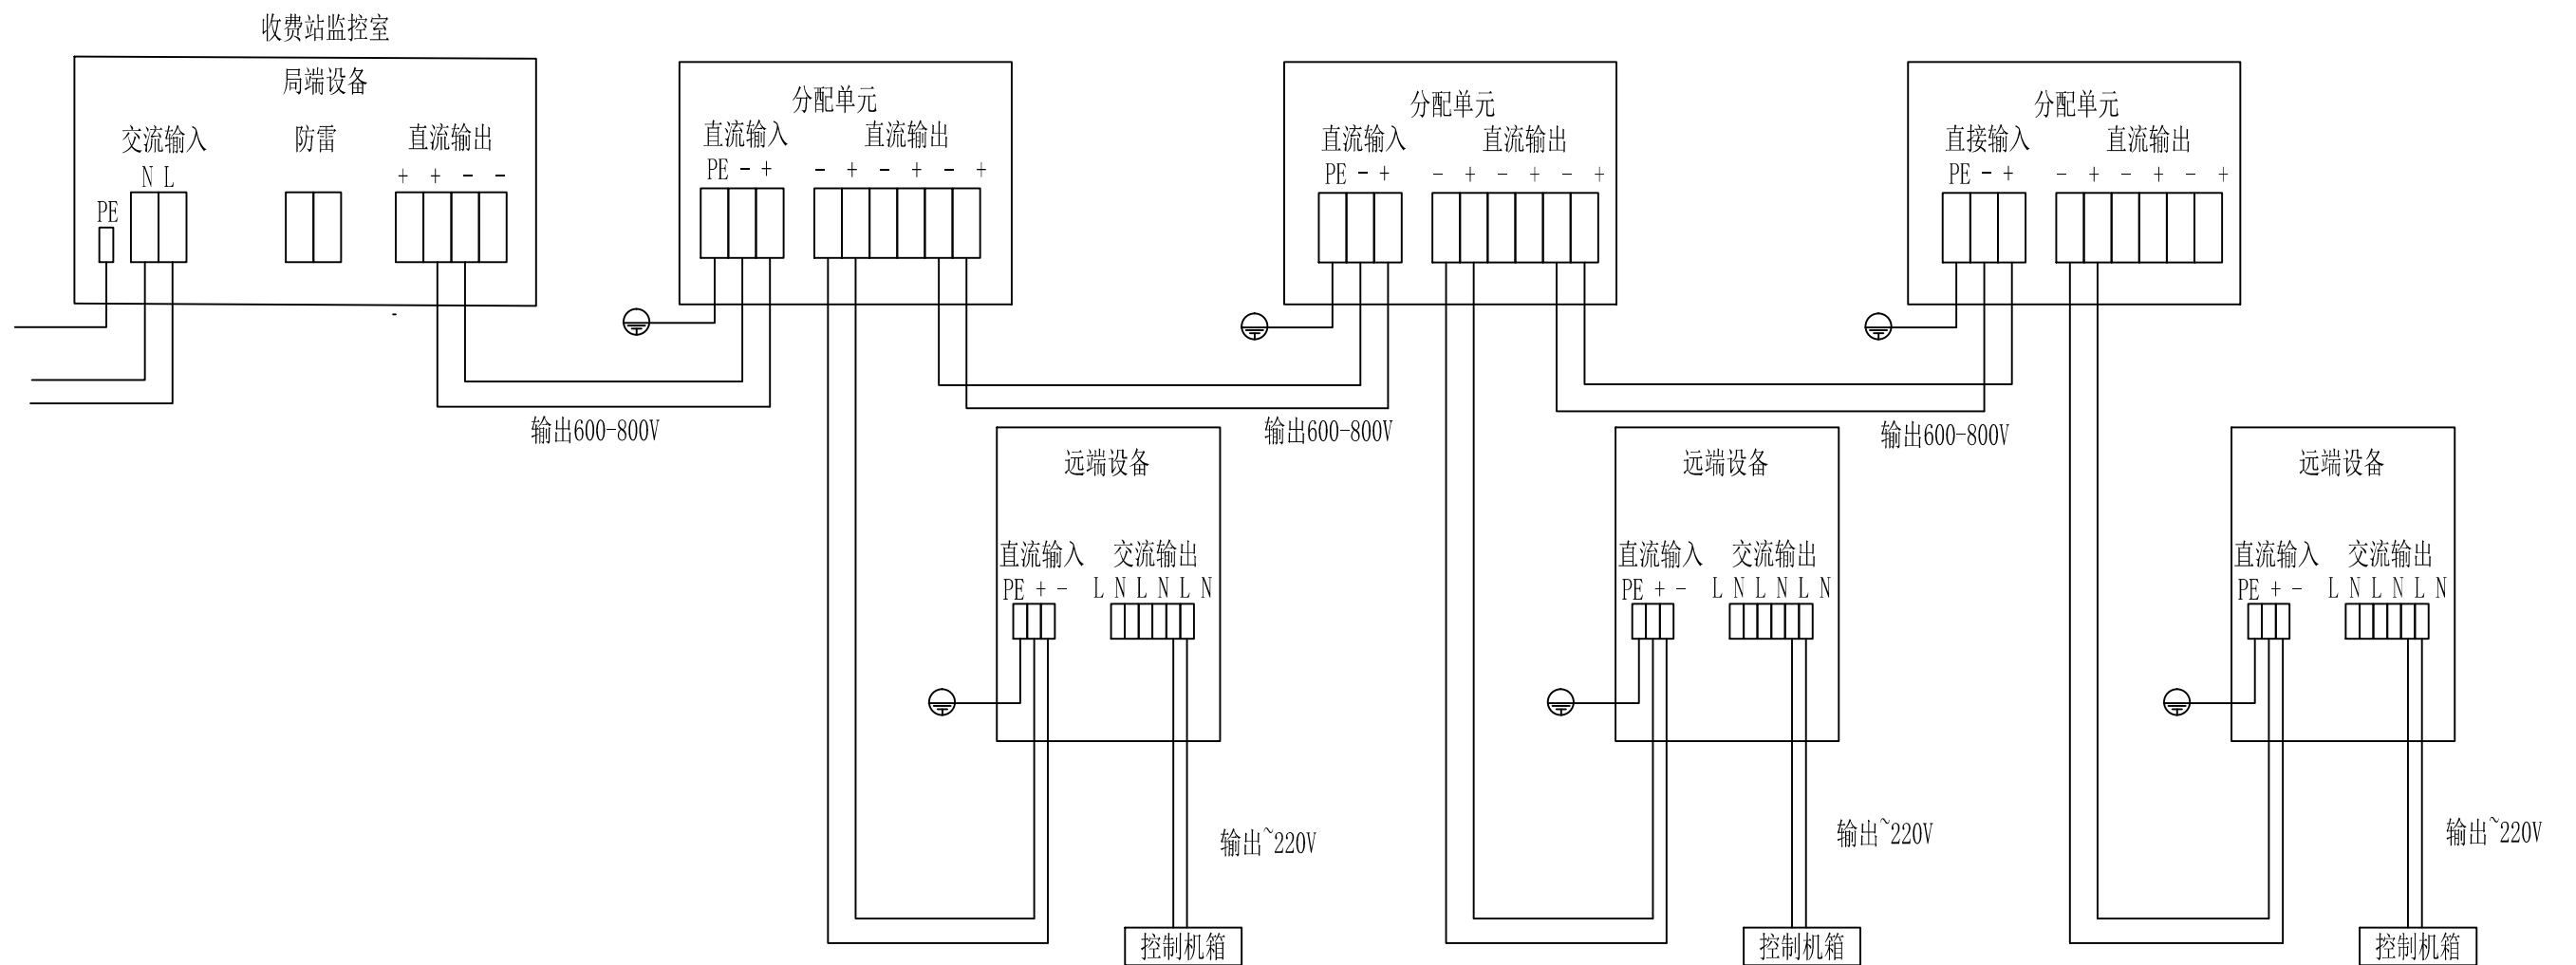 收费站监控室
局端设备
交流输入 防雷 直流输出
N L
+ + - -
PE
分配单元
直流输入 直流输出
PE - + - + - + - +
分配单元
直流输入 直流输出
PE - + - + - + - +
分配单元
直接输入 直流输出
PE - + - + - + - +
-
输出600-800V
输出600-800V
输出600-800V
远端设备
直流输入 交流输出
PE + - L N L N L N
输出~220V
控制机箱
远端设备
直流输入 交流输出
PE + - L N L N L N
输出~220V
控制机箱
远端设备
直流输入 交流输出
PE + - L N L N L N
输出~220V
控制机箱